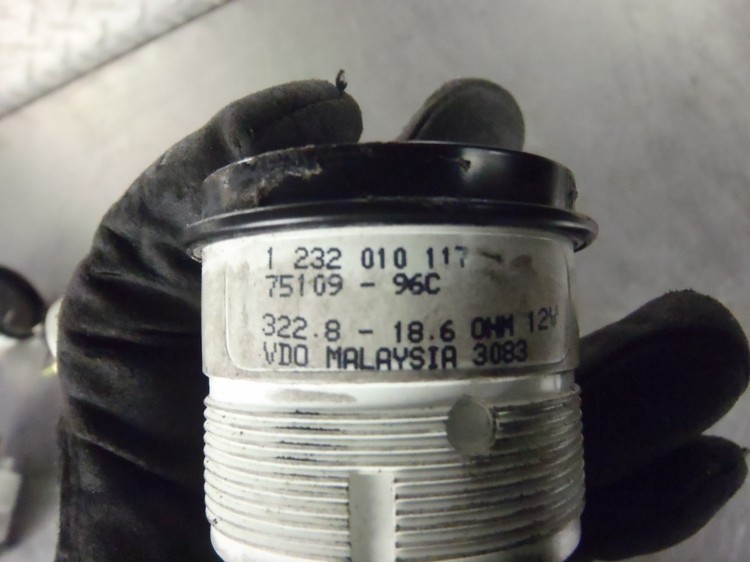 1 232 010 117
75109 - 96C
322.8 - 18.6 OHM 12V
VDO MALAYSIA 3083